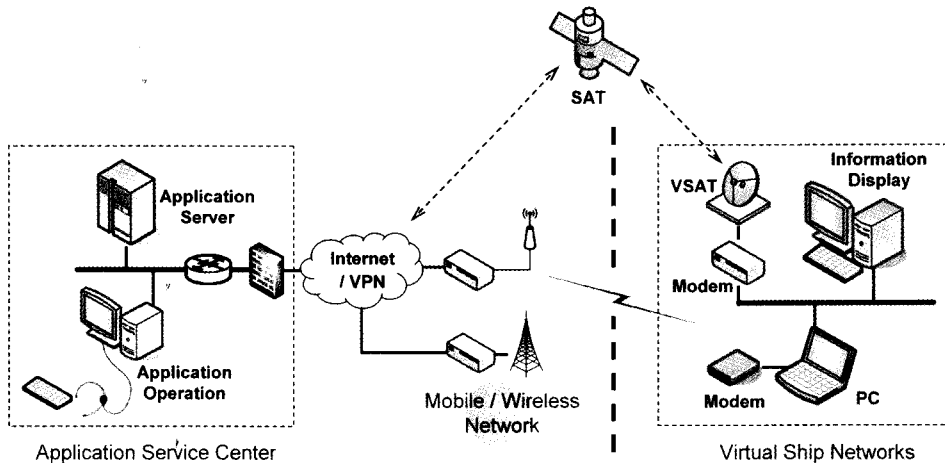 SAT
Application
Server
Internet
/ VPN
Application
Operation
Mobile / Wireless
Network
Application Service Center
VSAT
Information
Display
Modem
Modem
PC
Virtual Ship Networks